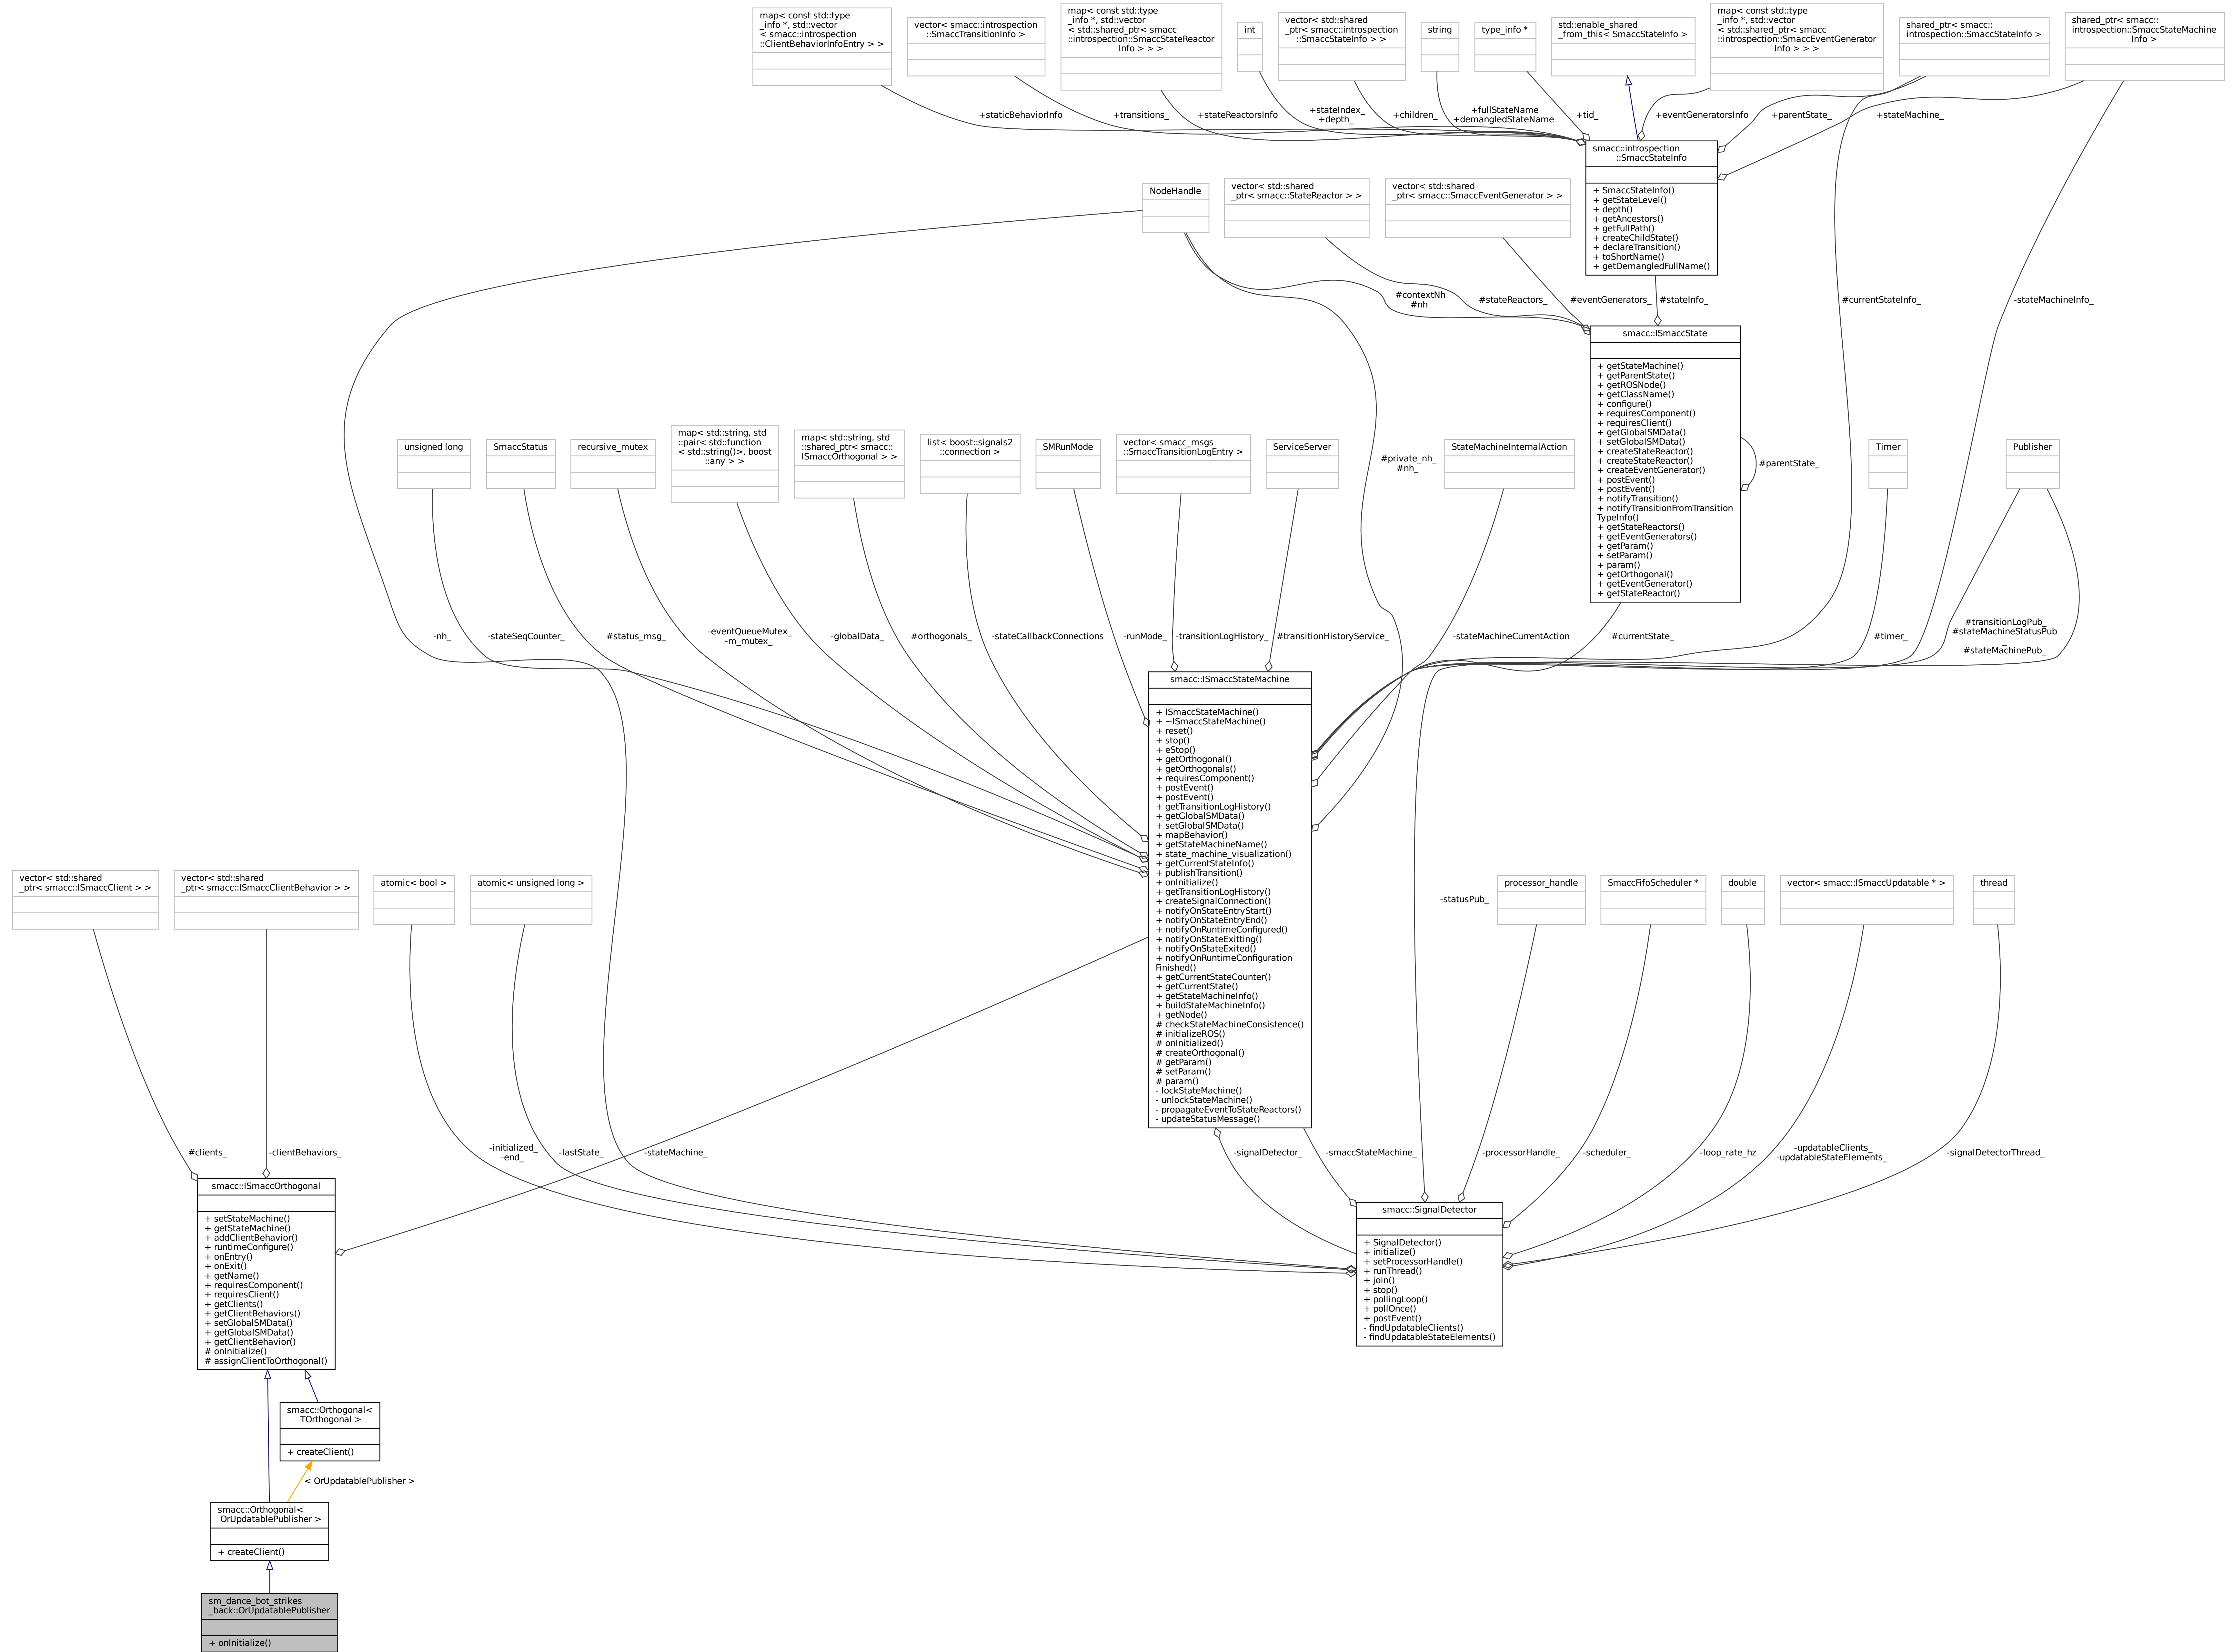 map< const std::type
_info *, std::vector
< smacc::introspection
::ClientBehaviorInfoEntry > >
vector< smacc::introspection
::SmaccTransitionInfo >
map< const std::type
_info *, std::vector
< std::shared_ptr< smacc
::introspection::SmaccStateReactor
Info > > >
int
vector< std::shared
_ptr< smacc::introspection
::SmaccStateInfo > >
string
type_info *
std::enable_shared
_from_this< SmaccStateInfo >
map< const std::type
_info *, std::vector
< std::shared_ptr< smacc
::introspection::SmaccEventGenerator
Info > > >
shared_ptr< smacc::
introspection::SmaccStateInfo >
shared_ptr< smacc::
introspection::SmaccStateMachine
Info >
+staticBehaviorInfo
+transitions_
+stateReactorsInfo
+stateIndex_
+depth_
+children_
+fullStateName
+demangledStateName
+tid_
+eventGeneratorsInfo
+parentState_
+stateMachine_
smacc::introspection
::SmaccStateInfo
+ SmaccStateInfo()
+ getStateLevel()
+ depth()
+ getAncestors()
+ getFullPath()
+ createChildState()
+ declareTransition()
+ toShortName()
+ getDemangledFullName()
NodeHandle
vector< std::shared
_ptr< smacc::StateReactor > >
vector< std::shared
_ptr< smacc::SmaccEventGenerator > >
#contextNh
#nh
#stateReactors_
#eventGenerators_
#stateInfo_
#currentStateInfo_
-stateMachineInfo_
smacc::ISmaccState
+ getStateMachine()
+ getParentState()
+ getROSNode()
+ getClassName()
+ configure()
+ requiresComponent()
+ requiresClient()
+ getGlobalSMData()
+ setGlobalSMData()
+ createStateReactor()
+ createStateReactor()
+ createEventGenerator()
+ postEvent()
+ postEvent()
+ notifyTransition()
+ notifyTransitionFromTransition
TypeInfo()
+ getStateReactors()
+ getEventGenerators()
+ getParam()
+ setParam()
+ param()
+ getOrthogonal()
+ getEventGenerator()
+ getStateReactor()
#parentState_
unsigned long
SmaccStatus
recursive_mutex
map< std::string, std
::pair< std::function
< std::string()>, boost
::any > >
map< std::string, std
::shared_ptr< smacc::
ISmaccOrthogonal > >
list< boost::signals2
::connection >
SMRunMode
vector< smacc_msgs
::SmaccTransitionLogEntry >
ServiceServer
#private_nh_
#nh_
StateMachineInternalAction
Timer
Publisher
-nh_
-stateSeqCounter_
#status_msg_
-eventQueueMutex_
-m_mutex_
-globalData_
#orthogonals_
-stateCallbackConnections
-runMode_
-transitionLogHistory_
#transitionHistoryService_
-stateMachineCurrentAction
#currentState_
#timer_
#transitionLogPub_
#stateMachineStatusPub
_
#stateMachinePub_
smacc::ISmaccStateMachine
+ ISmaccStateMachine()
+ ~ISmaccStateMachine()
+ reset()
+ stop()
+ eStop()
+ getOrthogonal()
+ getOrthogonals()
+ requiresComponent()
+ postEvent()
+ postEvent()
+ getTransitionLogHistory()
+ getGlobalSMData()
+ setGlobalSMData()
+ mapBehavior()
+ getStateMachineName()
+ state_machine_visualization()
+ getCurrentStateInfo()
+ publishTransition()
+ onInitialize()
+ getTransitionLogHistory()
+ createSignalConnection()
+ notifyOnStateEntryStart()
+ notifyOnStateEntryEnd()
+ notifyOnRuntimeConfigured()
+ notifyOnStateExitting()
+ notifyOnStateExited()
+ notifyOnRuntimeConfiguration
Finished()
+ getCurrentStateCounter()
+ getCurrentState()
+ getStateMachineInfo()
+ buildStateMachineInfo()
+ getNode()
# checkStateMachineConsistence()
# initializeROS()
# onInitialized()
# createOrthogonal()
# getParam()
# setParam()
# param()
- lockStateMachine()
- unlockStateMachine()
- propagateEventToStateReactors()
- updateStatusMessage()
vector< std::shared
_ptr< smacc::ISmaccClient > >
vector< std::shared
_ptr< smacc::ISmaccClientBehavior > >
atomic< bool >
atomic< unsigned long >
-statusPub_
processor_handle
SmaccFifoScheduler *
double
vector< smacc::ISmaccUpdatable * >
thread
#clients_
-clientBehaviors_
-initialized_
-end_
-lastState_
-stateMachine_
-signalDetector_
-smaccStateMachine_
-processorHandle_
-scheduler_
-loop_rate_hz
-updatableClients_
-updatableStateElements_
-signalDetectorThread_
smacc::ISmaccOrthogonal
+ setStateMachine()
+ getStateMachine()
+ addClientBehavior()
+ runtimeConfigure()
+ onEntry()
+ onExit()
+ getName()
+ requiresComponent()
+ requiresClient()
+ getClients()
+ getClientBehaviors()
+ setGlobalSMData()
+ getGlobalSMData()
+ getClientBehavior()
# onInitialize()
# assignClientToOrthogonal()
smacc::SignalDetector
+ SignalDetector()
+ initialize()
+ setProcessorHandle()
+ runThread()
+ join()
+ stop()
+ pollingLoop()
+ pollOnce()
+ postEvent()
- findUpdatableClients()
- findUpdatableStateElements()
smacc::Orthogonal<
TOrthogonal >
+ createClient()
< OrUpdatablePublisher >
smacc::Orthogonal<
OrUpdatablePublisher >
+ createClient()
sm_dance_bot_strikes
_back::OrUpdatablePublisher
+ onInitialize()